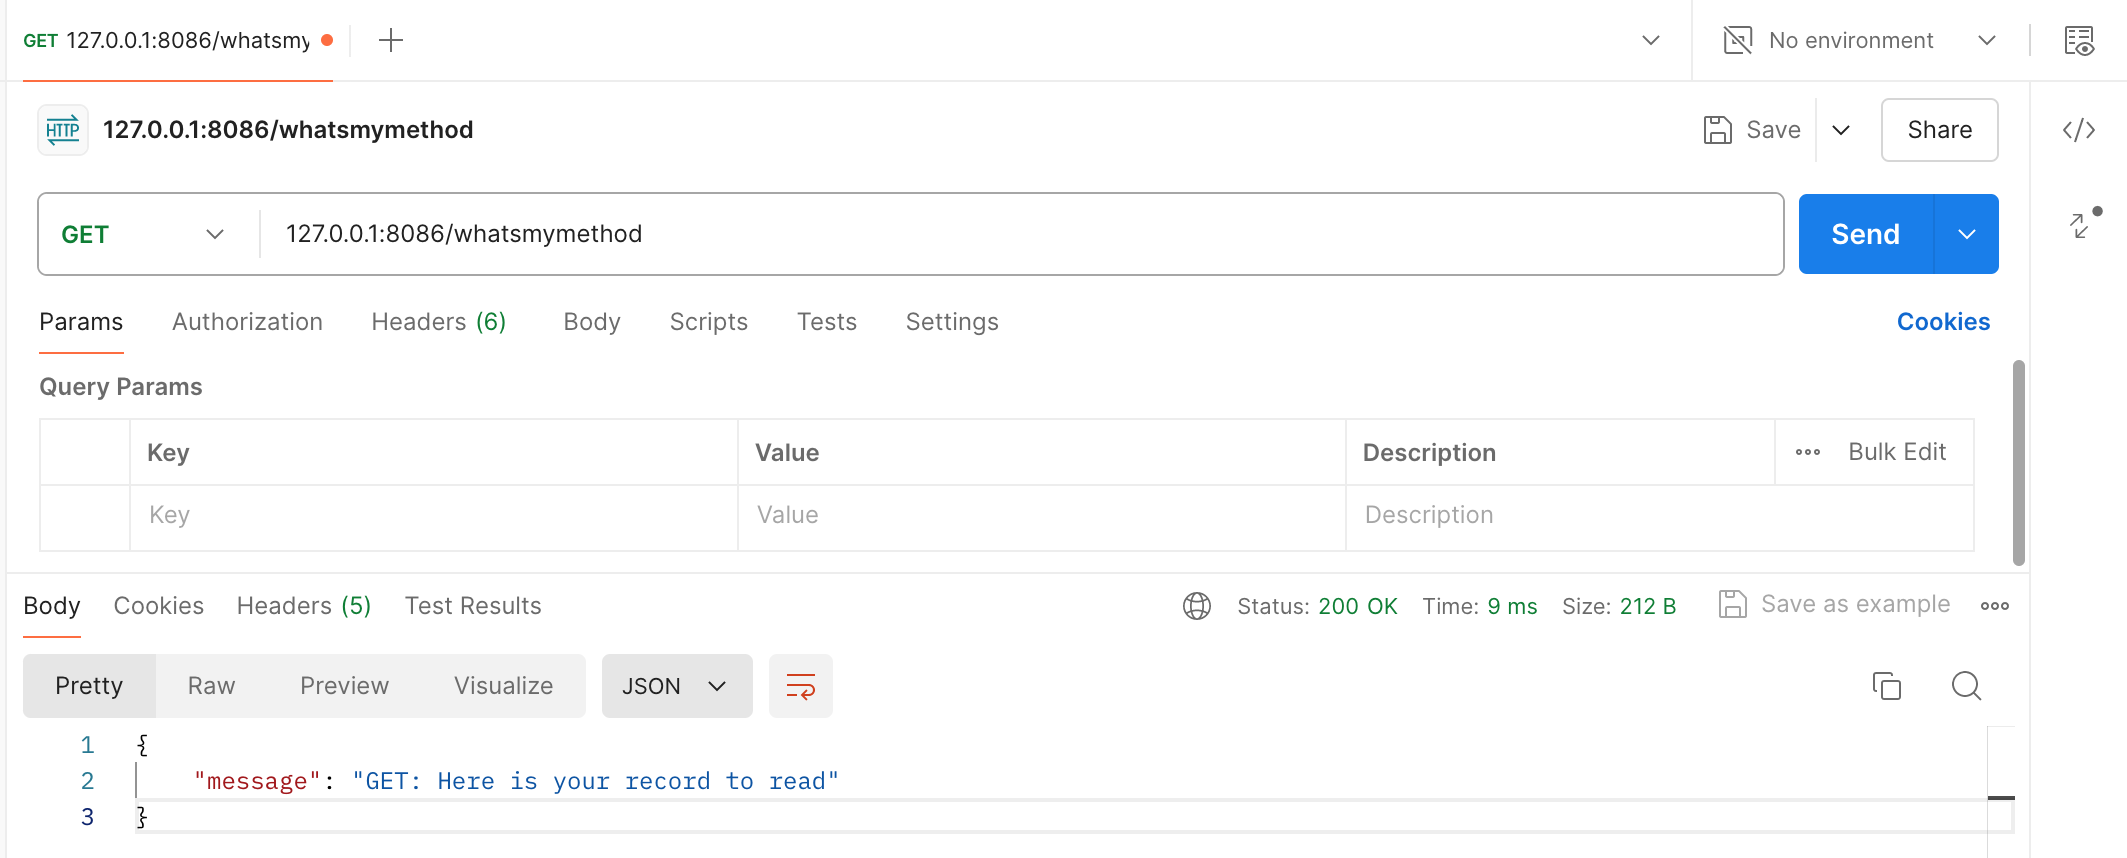 GET 127.0.0.1:8086/whatsmy
No environment
HTTP 127.0.0.1:8086/whatsmymethod
Save
Share
GET 127.0.0.1:8086/whatsmymethod
Send
Params Authorization Headers (6) Body Scripts Tests Settings
Cookies
Query Params
Key Value Description
Bulk Edit
Key Value Description
Body Cookies Headers (5) Test Results
Status: 200 OK Time: 9 ms Size: 212 B
Save as example
Pretty Raw Preview Visualize
JSON
1 {
2 "message": "GET: Here is your record to read"
3 }